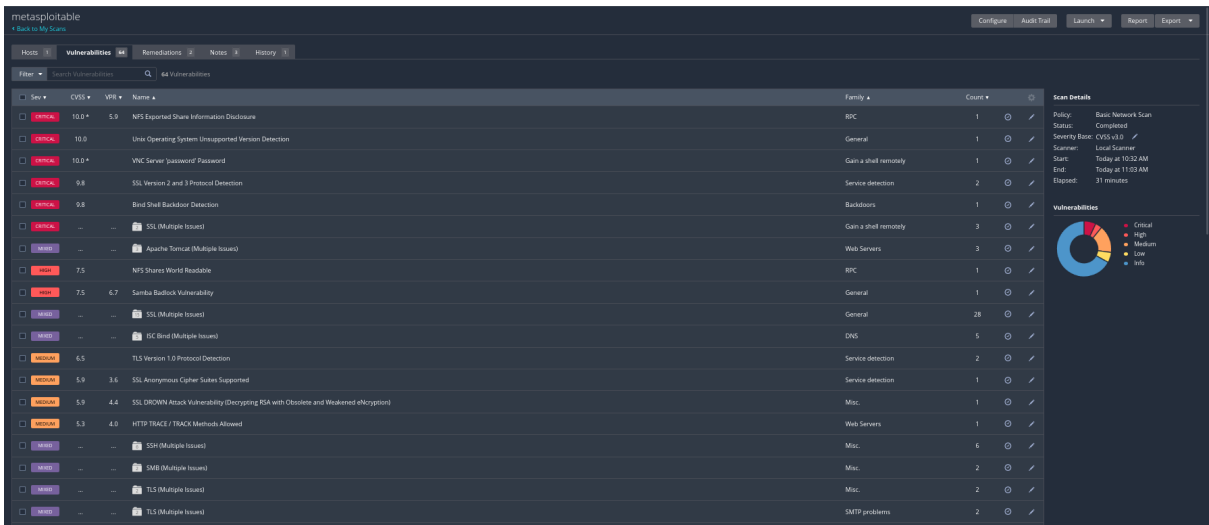 metasploitable
‹ Back to My Scans
Configure Audit Trail Launch Report Export
Hosts 1 Vulnerabilities 64 Remediations 2 Notes 3 History 1
Filter Search Vulnerabilities 64 Vulnerabilities
Sev CVSS VPR Name Family Count
CRITICAL 10.0 * 5.9 NFS Exported Share Information Disclosure RPC 1
CRITICAL 10.0 Unix Operating System Unsupported Version Detection General 1
CRITICAL 10.0 * VNC Server 'password' Password Gain a shell remotely 1
CRITICAL 9.8 SSL Version 2 and 3 Protocol Detection Service detection 2
CRITICAL 9.8 Bind Shell Backdoor Detection Backdoors 1
CRITICAL ... ... SSL (Multiple Issues) Gain a shell remotely 3
MIXED ... ... Apache Tomcat (Multiple Issues) Web Servers 3
HIGH 7.5 NFS Shares World Readable RPC 1
HIGH 7.5 6.7 Samba Badlock Vulnerability General 1
MIXED ... ... SSL (Multiple Issues) General 28
MIXED ... ... ISC Bind (Multiple Issues) DNS 5
MEDIUM 6.5 TLS Version 1.0 Protocol Detection Service detection 2
MEDIUM 5.9 3.6 SSL Anonymous Cipher Suites Supported Service detection 1
MEDIUM 5.9 4.4 SSL DROWN Attack Vulnerability (Decrypting RSA with Obsolete and Weakened eNcryption) Misc. 1
MEDIUM 5.3 4.0 HTTP TRACE / TRACK Methods Allowed Web Servers 1
MIXED ... ... SSH (Multiple Issues) Misc. 6
MIXED ... ... SMB (Multiple Issues) Misc. 2
MIXED ... ... TLS (Multiple Issues) Misc. 2
MIXED ... ... TLS (Multiple Issues) SMTP problems 2
Scan Details
Policy: Basic Network Scan
Status: Completed
Severity Base: CVSS v3.0
Scanner: Local Scanner
Start: Today at 10:32 AM
End: Today at 11:03 AM
Elapsed: 31 minutes
Vulnerabilities
Critical
High
Medium
Low
Info